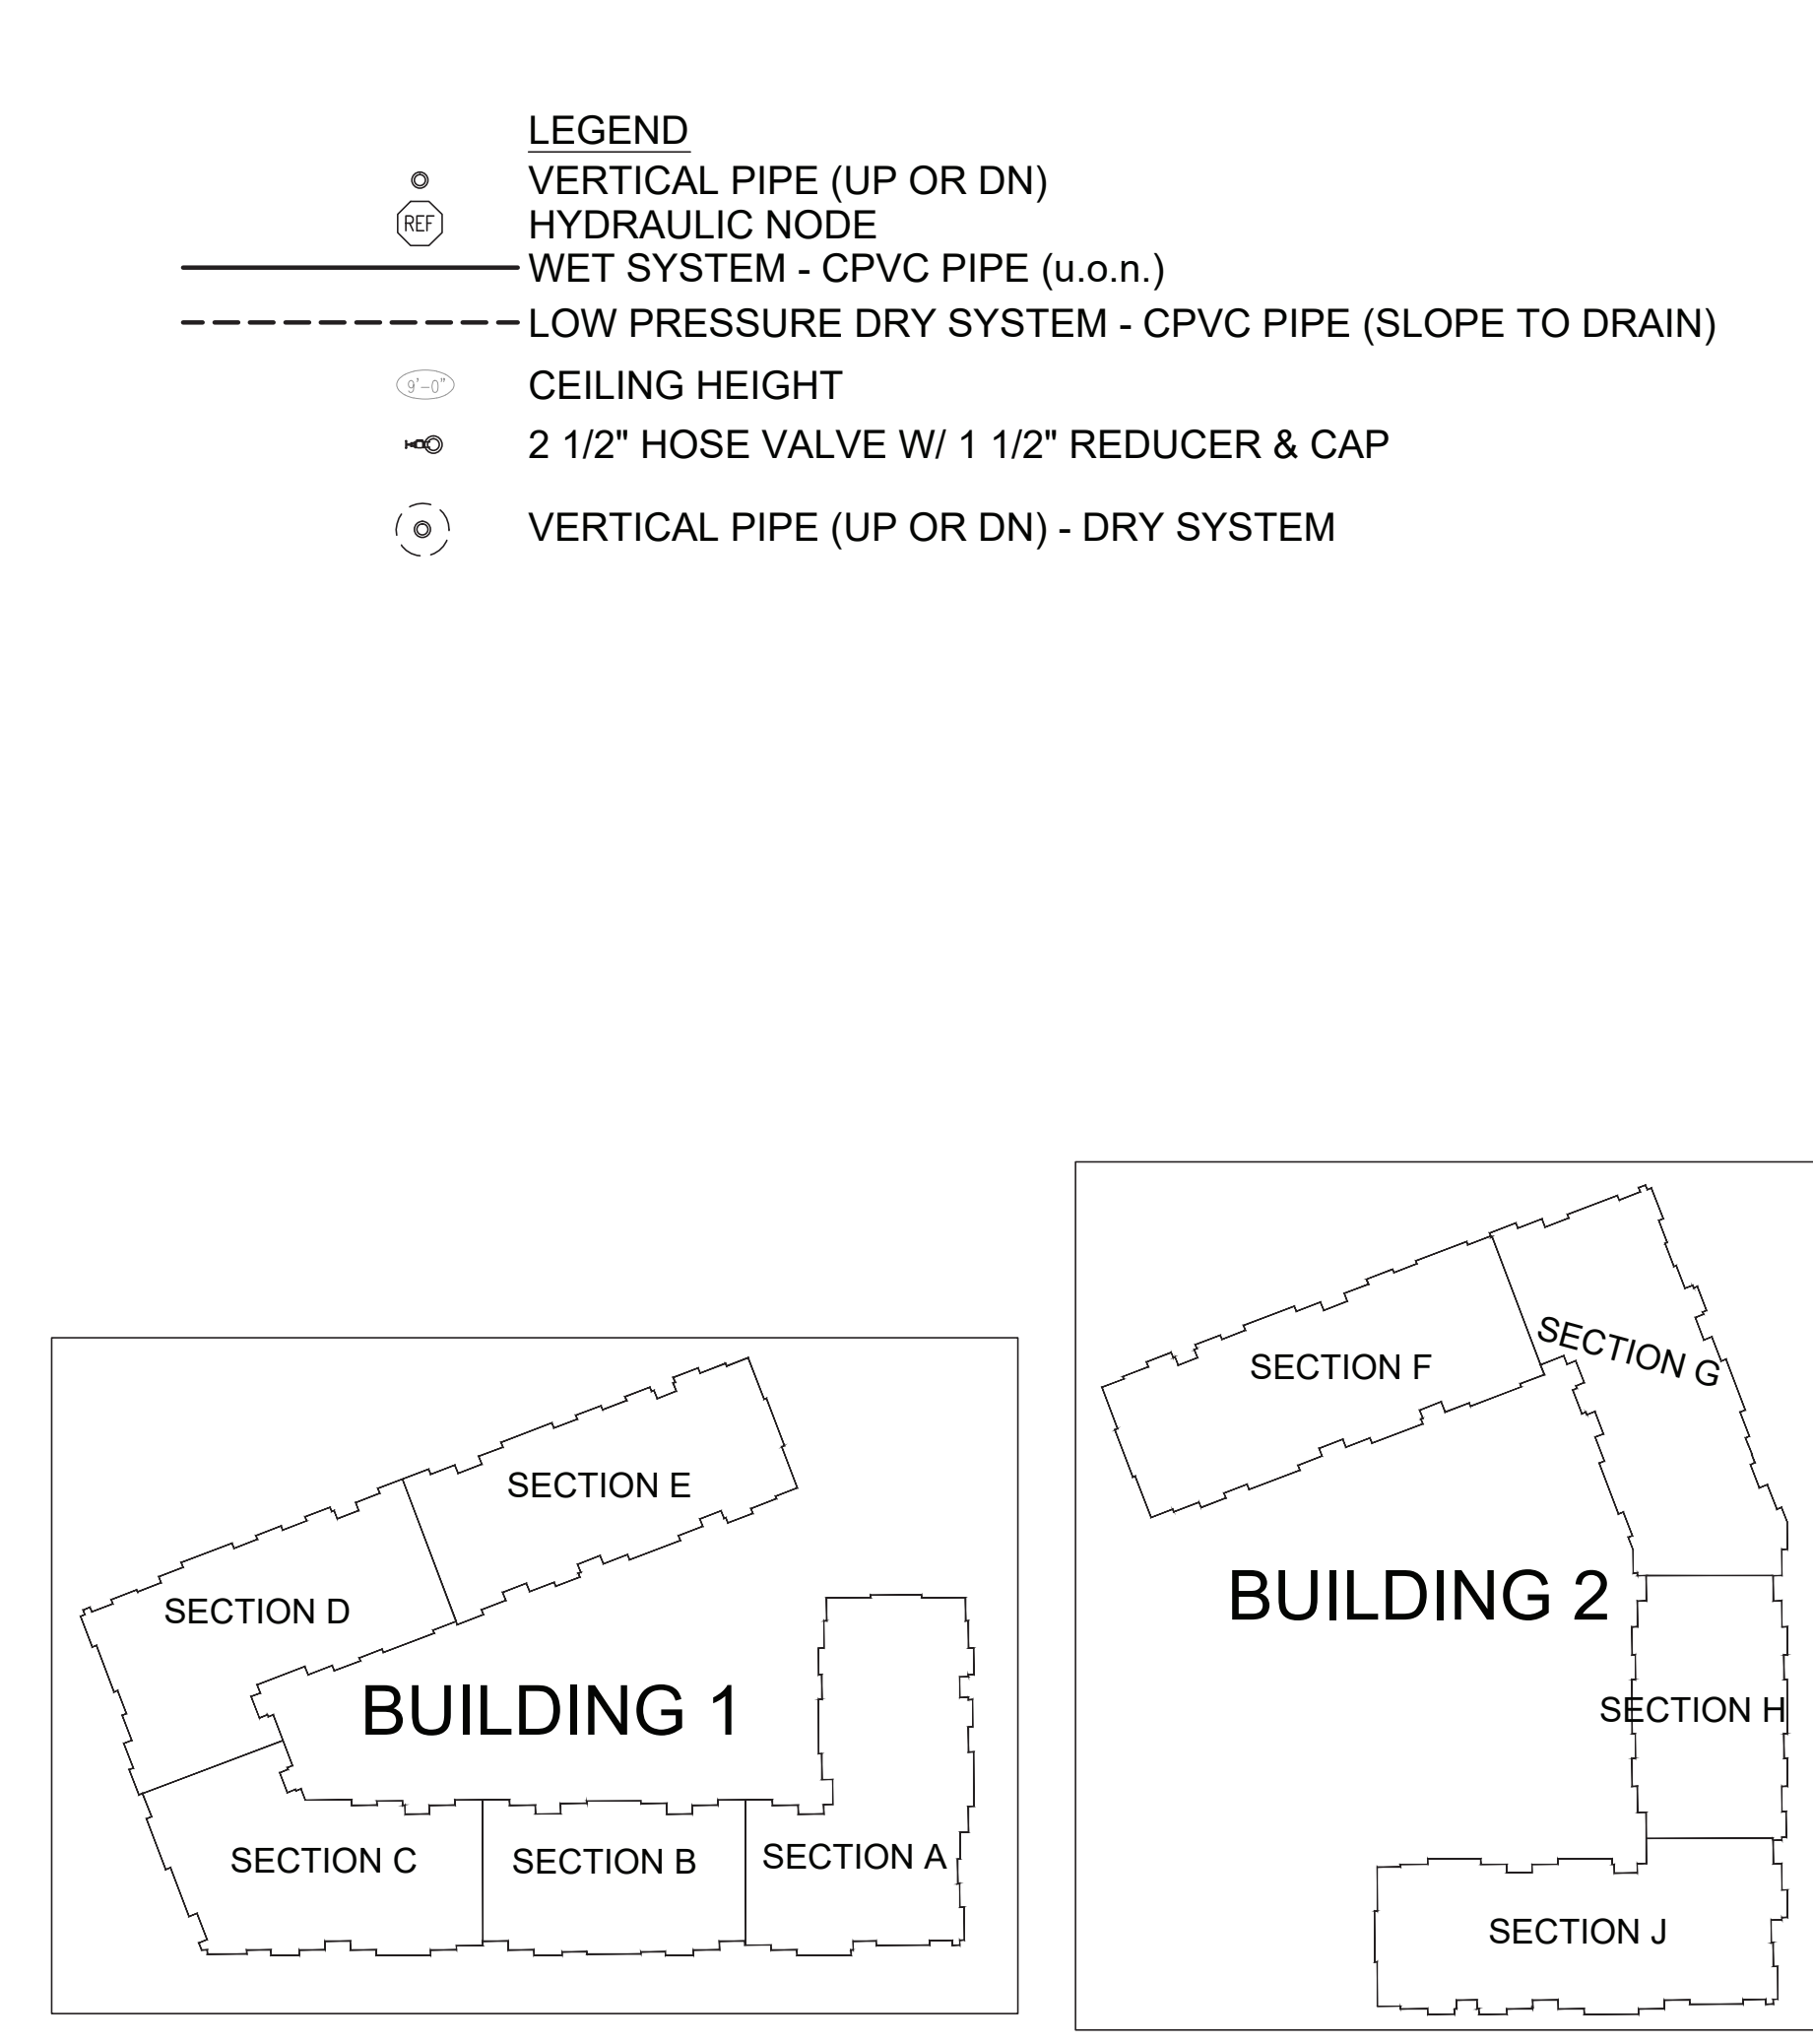 LEGEND
VERTICAL PIPE (UP OR DN)
REF HYDRAULIC NODE
WET SYSTEM - CPVC PIPE (u.o.n.)
LOW PRESSURE DRY SYSTEM - CPVC PIPE (SLOPE TO DRAIN)
9'-0" CEILING HEIGHT
2 1/2" HOSE VALVE W/ 1 1/2" REDUCER & CAP
VERTICAL PIPE (UP OR DN) - DRY SYSTEM
SECTION E
SECTION D
BUILDING 1
SECTION C
SECTION B
SECTION A
SECTION F
SECTION G
BUILDING 2
SECTION H
SECTION J